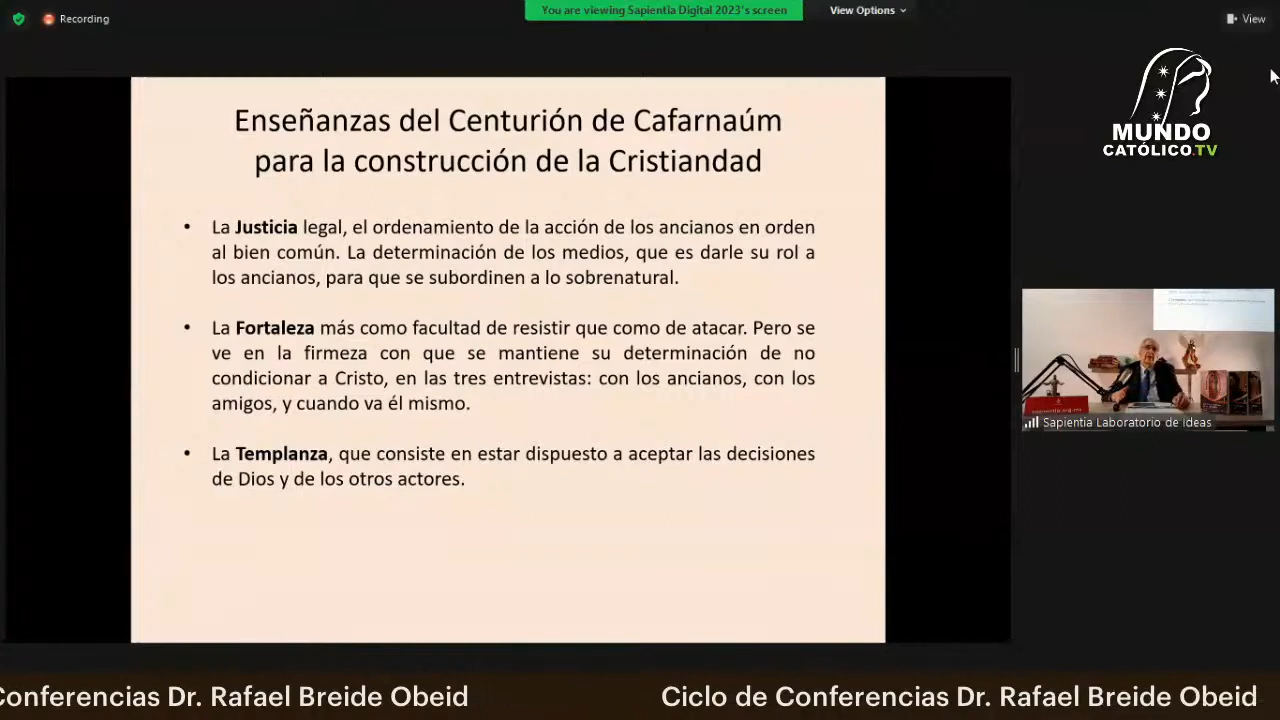 Recording
You are viewing Sapientia Digital 2023's screen
View Options
View
MUNDO
CATÓLICO.TV
Enseñanzas del Centurión de Cafarnaúm
para la construcción de la Cristiandad
• La Justicia legal, el ordenamiento de la acción de los ancianos en orden
al bien común. La determinación de los medios, que es darle su rol a
los ancianos, para que se subordinen a lo sobrenatural.
• La Fortaleza más como facultad de resistir que como de atacar. Pero se
ve en la firmeza con que se mantiene su determinación de no
condicionar a Cristo, en las tres entrevistas: con los ancianos, con los
amigos, y cuando va él mismo.
• La Templanza, que consiste en estar dispuesto a aceptar las decisiones
de Dios y de los otros actores.
Sapientia Laboratorio de ideas
Conferencias Dr. Rafael Breide Obeid
Ciclo de Conferencias Dr. Rafael Breide Obeid